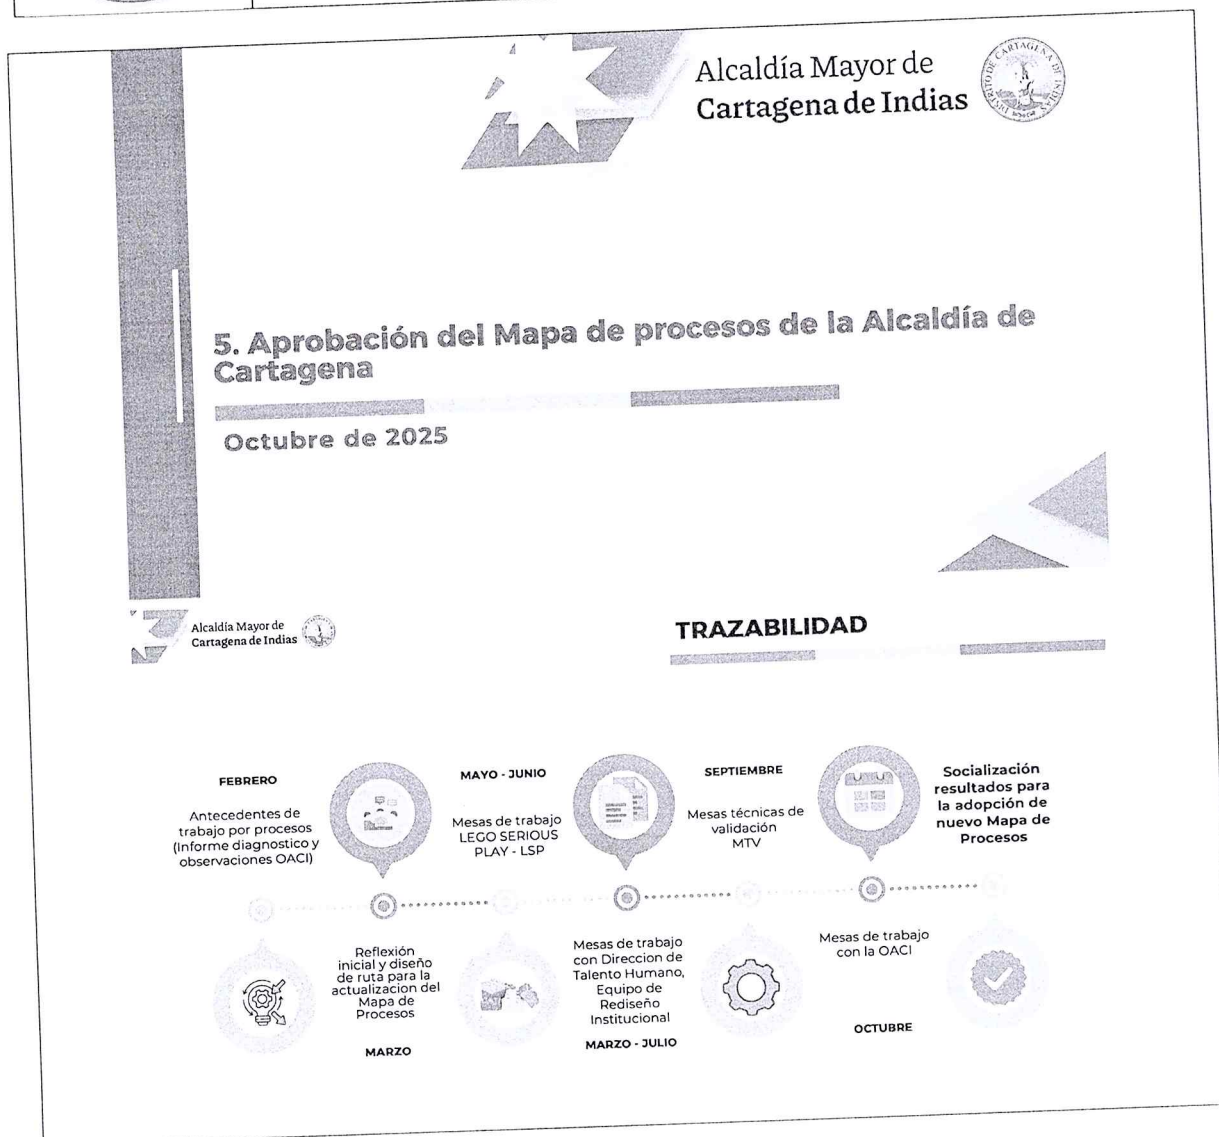 Alcaldía Mayor de
Cartagena de Indias
5. Aprobación del Mapa de procesos de la Alcaldía de
Cartagena
Octubre de 2025
Alcaldía Mayor de
Cartagena de Indias
TRAZABILIDAD
FEBRERO
Antecedentes de
trabajo por procesos
(Informe diagnostico y
observaciones OACI)
Reflexión
inicial y diseño
de ruta para la
actualizacion del
Mapa de
Procesos
MARZO
MAYO - JUNIO
Mesas de trabajo
LEGO SERIOUS
PLAY - LSP
Mesas de trabajo
con Direccion de
Talento Humano,
Equipo de
Rediseño
Institucional
MARZO - JULIO
SEPTIEMBRE
Mesas técnicas de
validación
MTV
Mesas de trabajo
con la OACI
OCTUBRE
Socialización
resultados para
la adopción de
nuevo Mapa de
Procesos